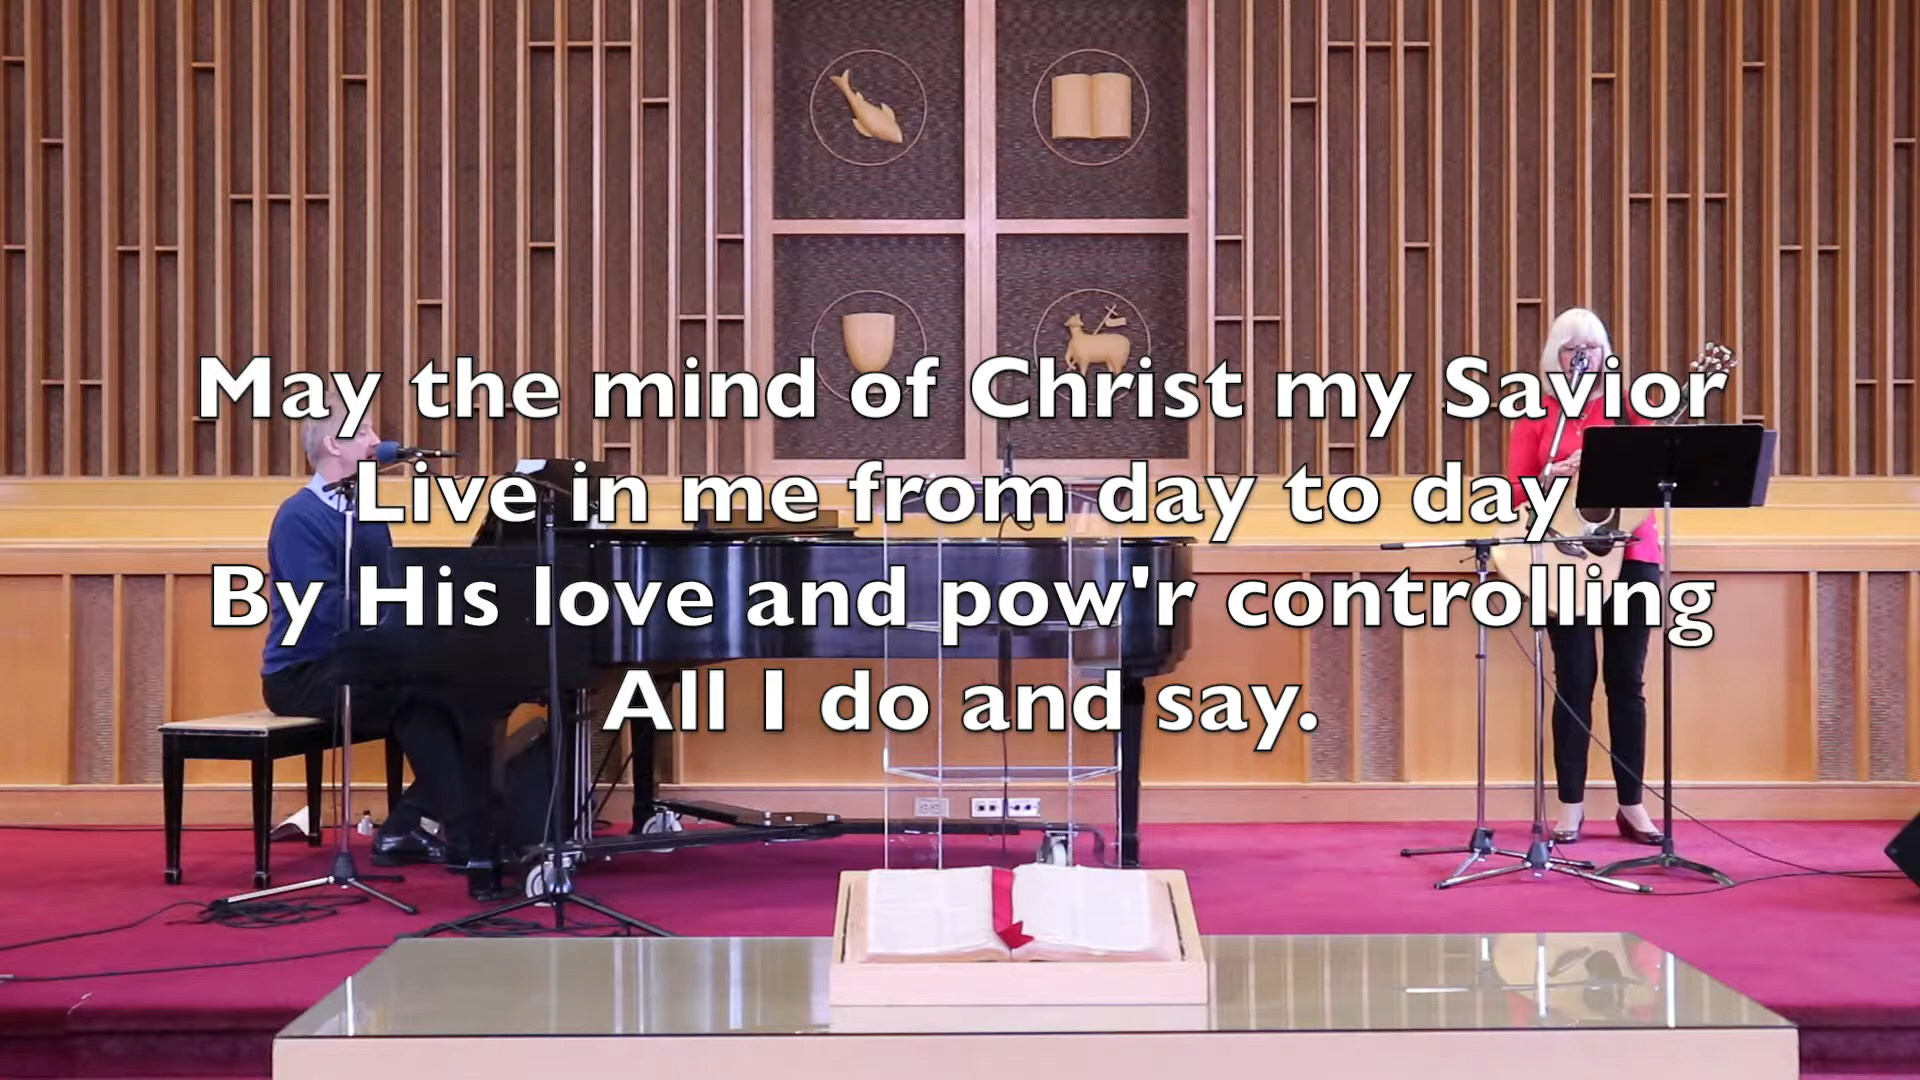 May the mind of Christ my Savior
Live in me from day to day
By His love and pow'r controlling
All I do and say.